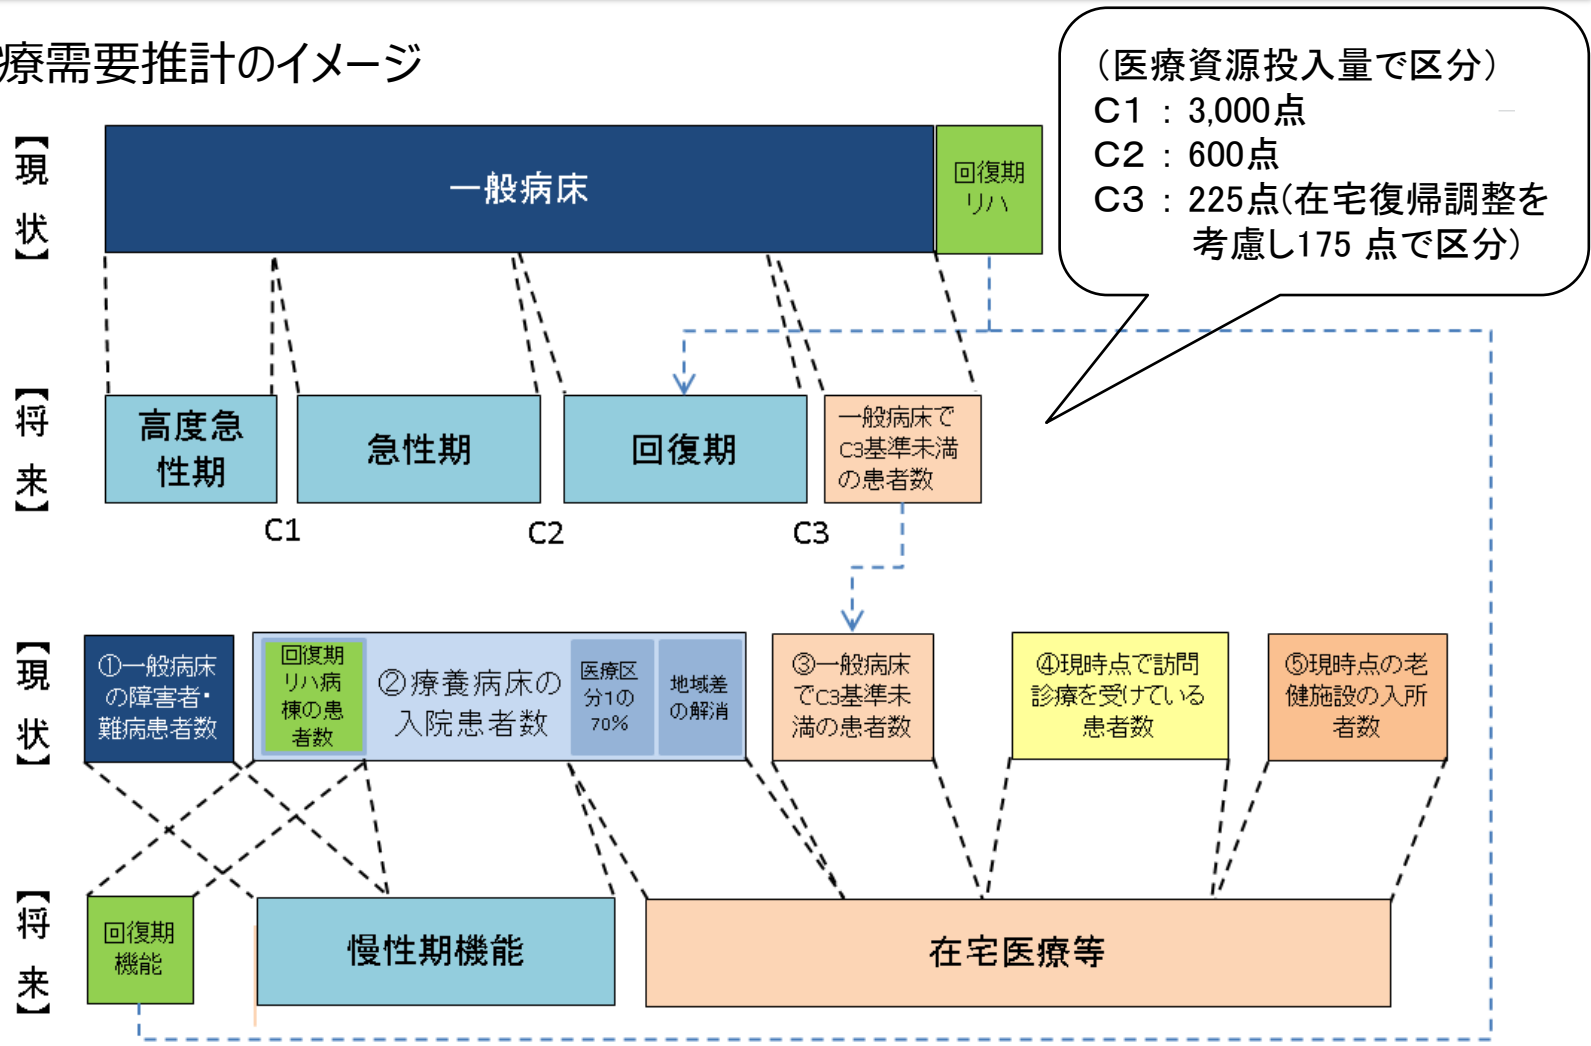 療需要推計のイメージ
（医療資源投入量で区分）
C1 : 3,000点
C2 : 600点
C3 : 225点(在宅復帰調整を
考慮し175 点で区分）
【現状】
一般病床
回復期
リハ
【将来】
高度急
性期
急性期
回復期
一般病床で
C3基準未満
の患者数
C1
C2
C3
【現状】
①一般病床
の障害者・
難病患者数
回復期
リハ病
棟の患
者数
②療養病床の
入院患者数
医療区
分1の
70%
地域差
の解消
③一般病床
でC3基準未
満の患者数
④現時点で訪問
診療を受けている
患者数
⑤現時点の老
健施設の入所
者数
【将来】
回復期
機能
慢性期機能
在宅医療等